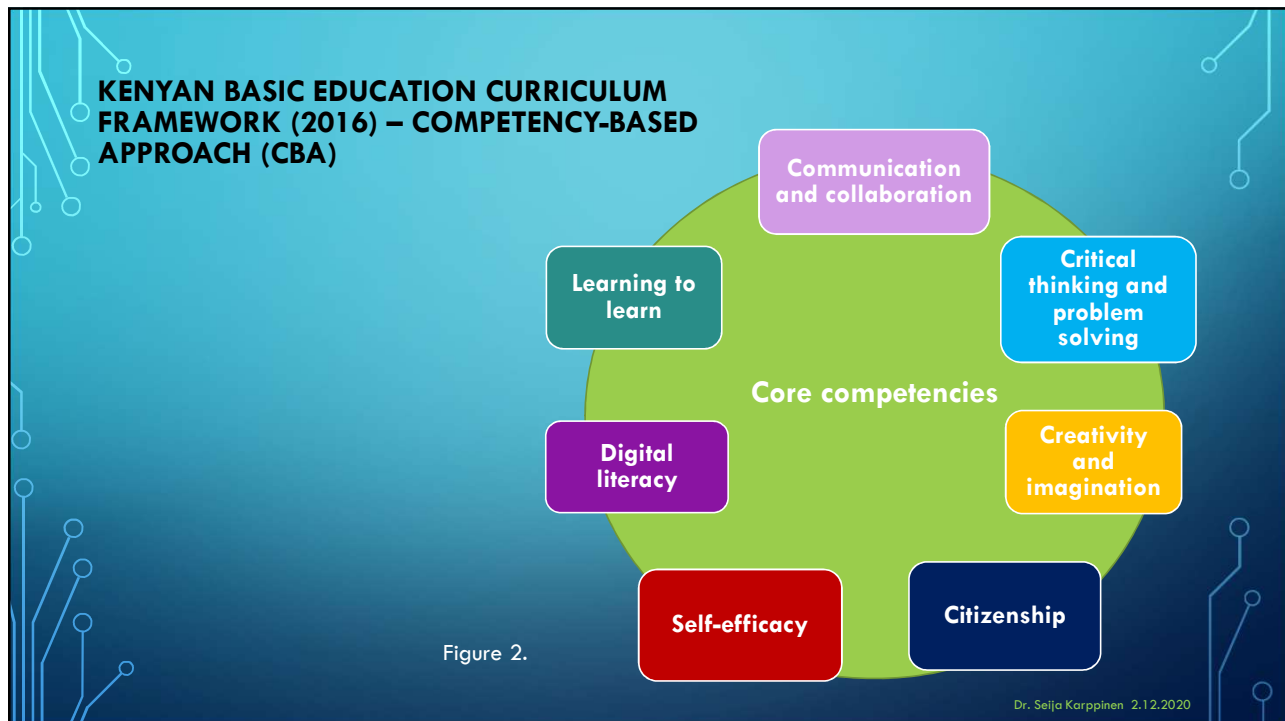 KENYAN BASIC EDUCATION CURRICULUM
FRAMEWORK (2016) – COMPETENCY-BASED
APPROACH (CBA)
Communication
and collaboration
Critical
thinking and
problem
solving
Creativity
and
imagination
Citizenship
Self-efficacy
Digital
literacy
Learning to
learn
Core competencies
Figure 2.
Dr. Seija Karppinen 2.12.2020